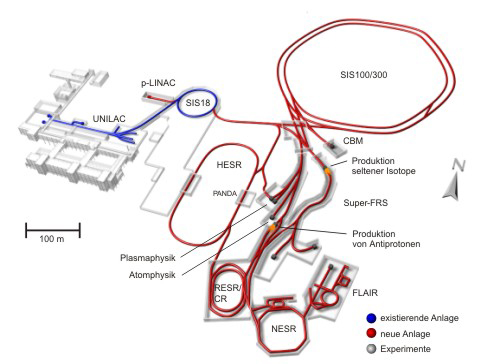 SIS100/300
p-LINAC
SIS18
UNILAC
CBM
Produktion
seltener Isotope
HESR
PANDA
Super-FRS
N
100 m
Plasmaphysik
Atomphysik
Produktion
von Antiprotonen
RESR/
CR
FLAIR
NESR
existierende Anlage
neue Anlage
Experimente